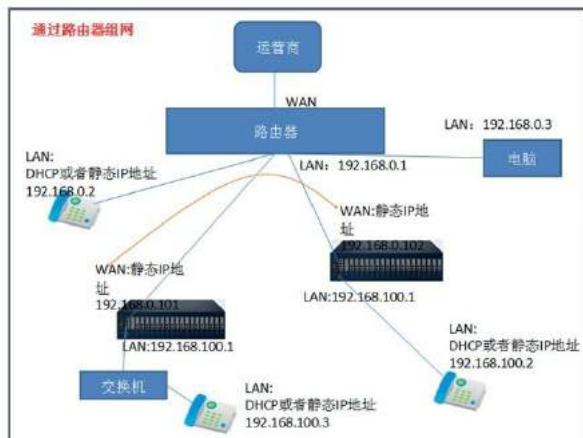 通过路由器组网
运营商
WAN
路由器
LAN：192.168.0.3
电脑
LAN:
DHCP或者静态IP地址
192.168.0.2
LAN：192.168.0.1
WAN:静态IP地
址
192.168.0.102
LAN:192.168.100.1
WAN:静态IP地
址
192.168.0.101
LAN:192.168.100.1
LAN:
DHCP或者静态IP地址
192.168.100.2
交换机
LAN:
DHCP或者静态IP地址
192.168.100.3